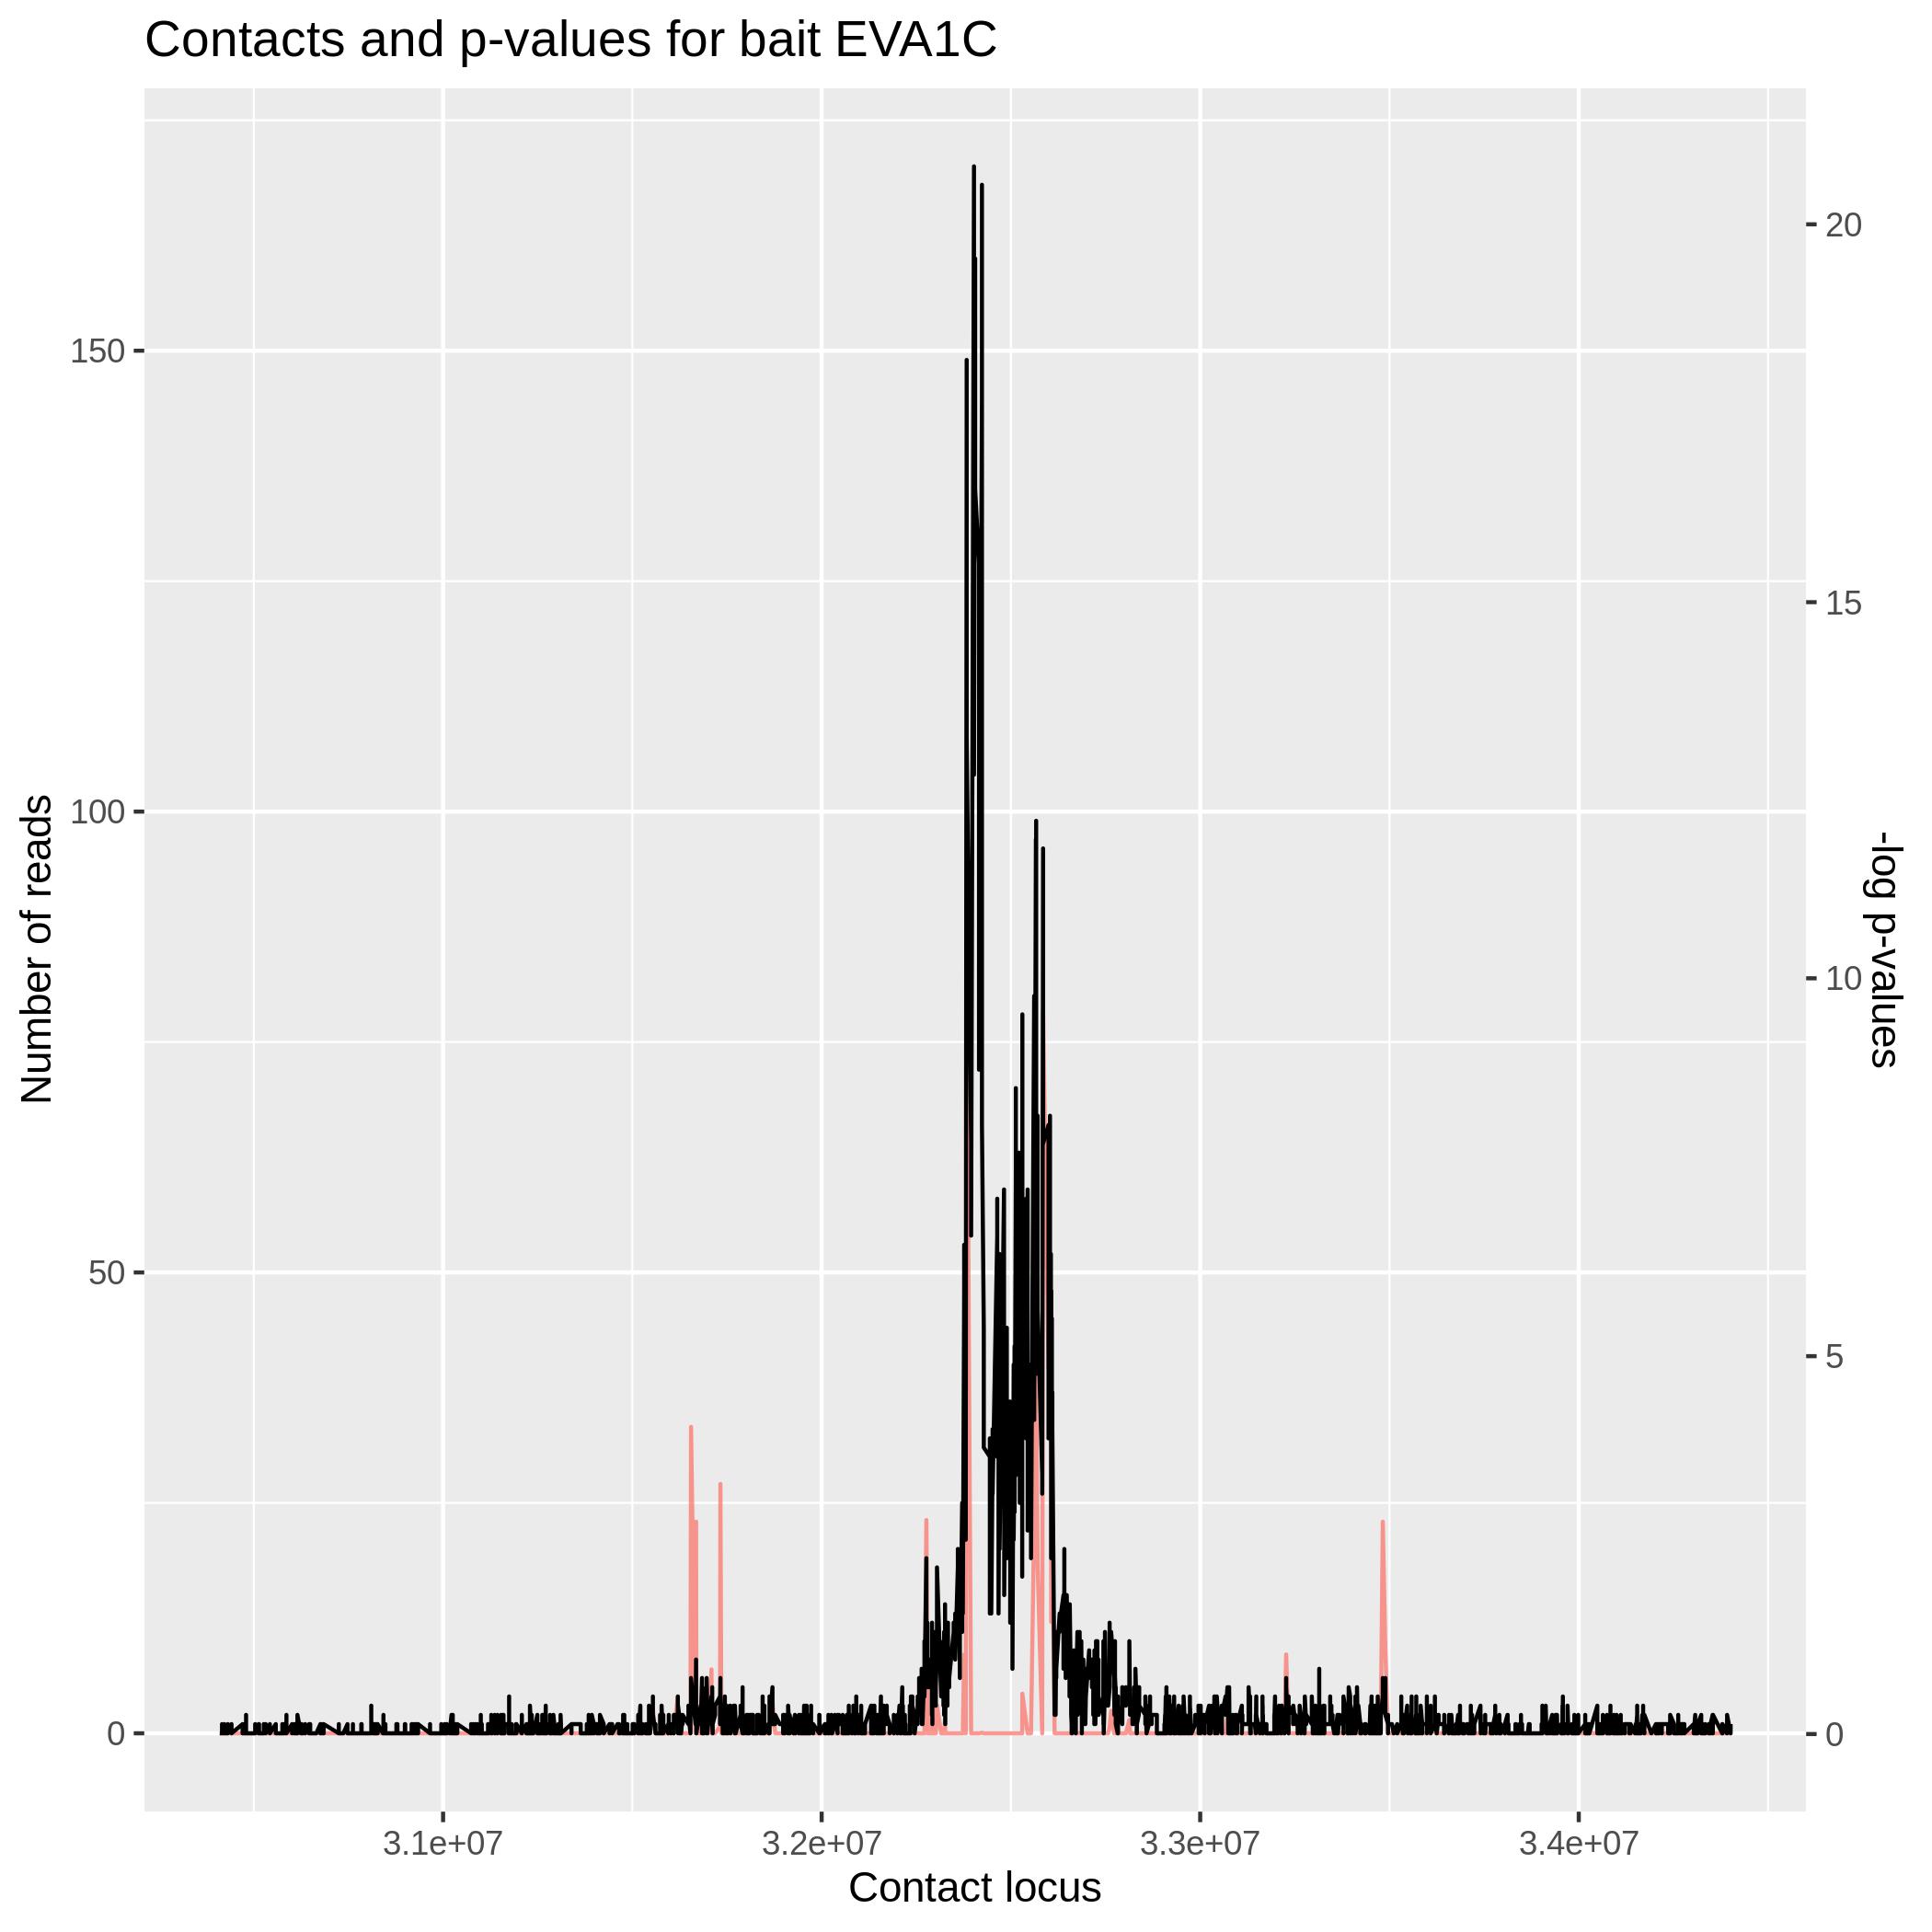 Contacts and p-values for bait EVA1C
Number of reads
150
100
50
0
20
15
10
5
0
-log p-values
3.1e+07
3.2e+07
3.3e+07
3.4e+07
Contact locus